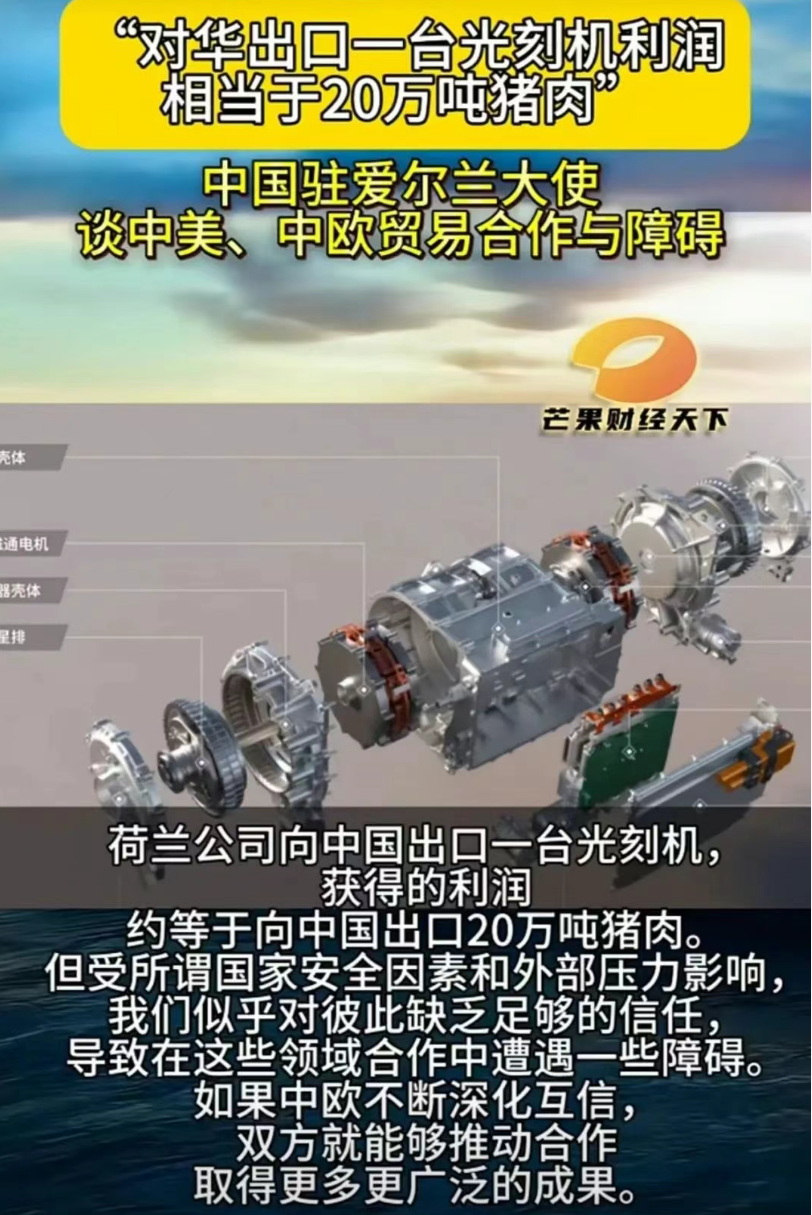 “对华出口一台光刻机利润
相当于20万吨猪肉”
中国驻爱尔兰大使
谈中美、中欧贸易合作与障碍
芒果财经天下
壳体
通电机
器壳体
星排
荷兰公司向中国出口一台光刻机，
获得的利润
约等于向中国出口20万吨猪肉。
但受所谓国家安全因素和外部压力影响，
我们似乎对彼此缺乏足够的信任，
导致在这些领域合作中遭遇一些障碍。
如果中欧不断深化互信，
双方就能够推动合作
取得更多更广泛的成果。